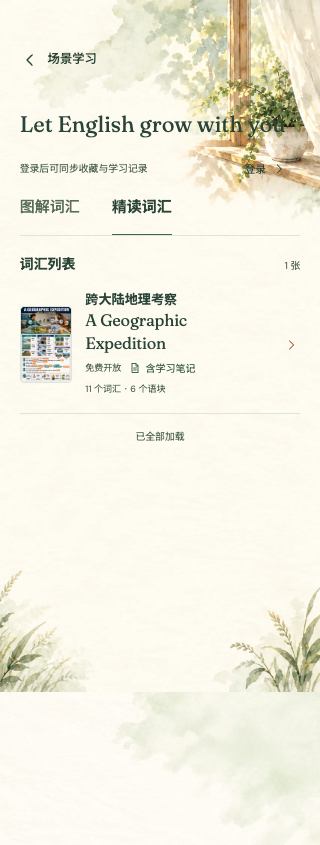 场景学习
Let English grow with you
登录后可同步收藏与学习记录
登录
图解词汇 精读词汇
词汇列表 1 张
跨大陆地理考察
A Geographic
Expedition
免费开放 含学习笔记
11 个词汇 · 6 个语块
已全部加载
A GEOGRAPHIC EXPEDITION